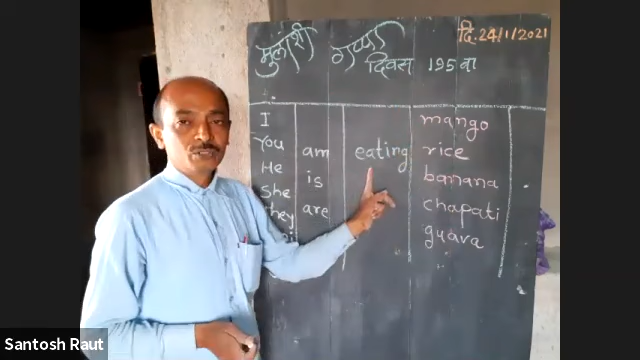 मुलांशी गप्पा
दि. 24/1/2021
दिवस 195 वा
I
You
He
She
They
am
is
are
eating
mango
rice
banana
chapati
guava
Santosh Raut